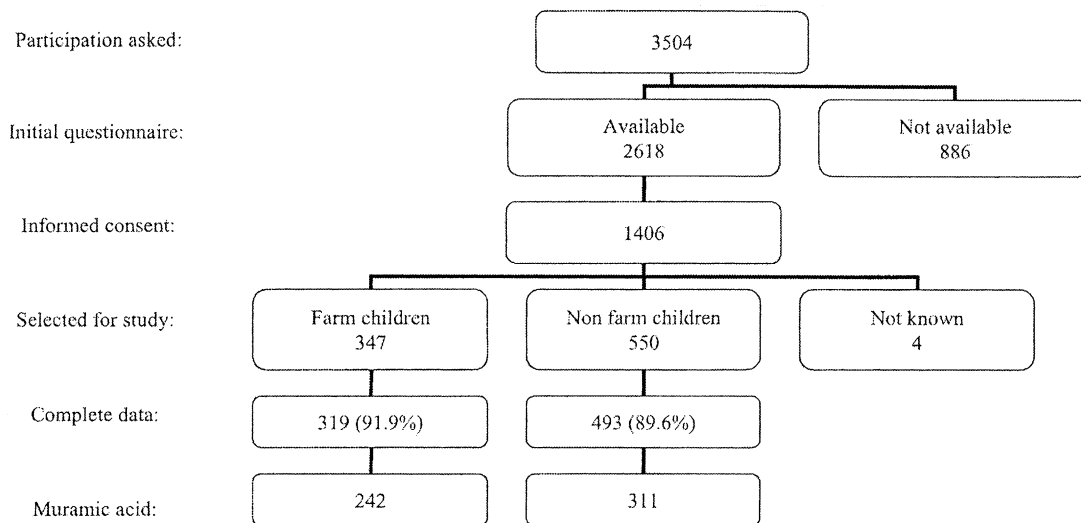 Participation asked:
3504
Initial questionnaire:
Available
2618
Not available
886
Informed consent:
1406
Selected for study:
Farm children
347
Non farm children
550
Not known
4
Complete data:
319 (91.9%)
493 (89.6%)
Muramic acid:
242
311